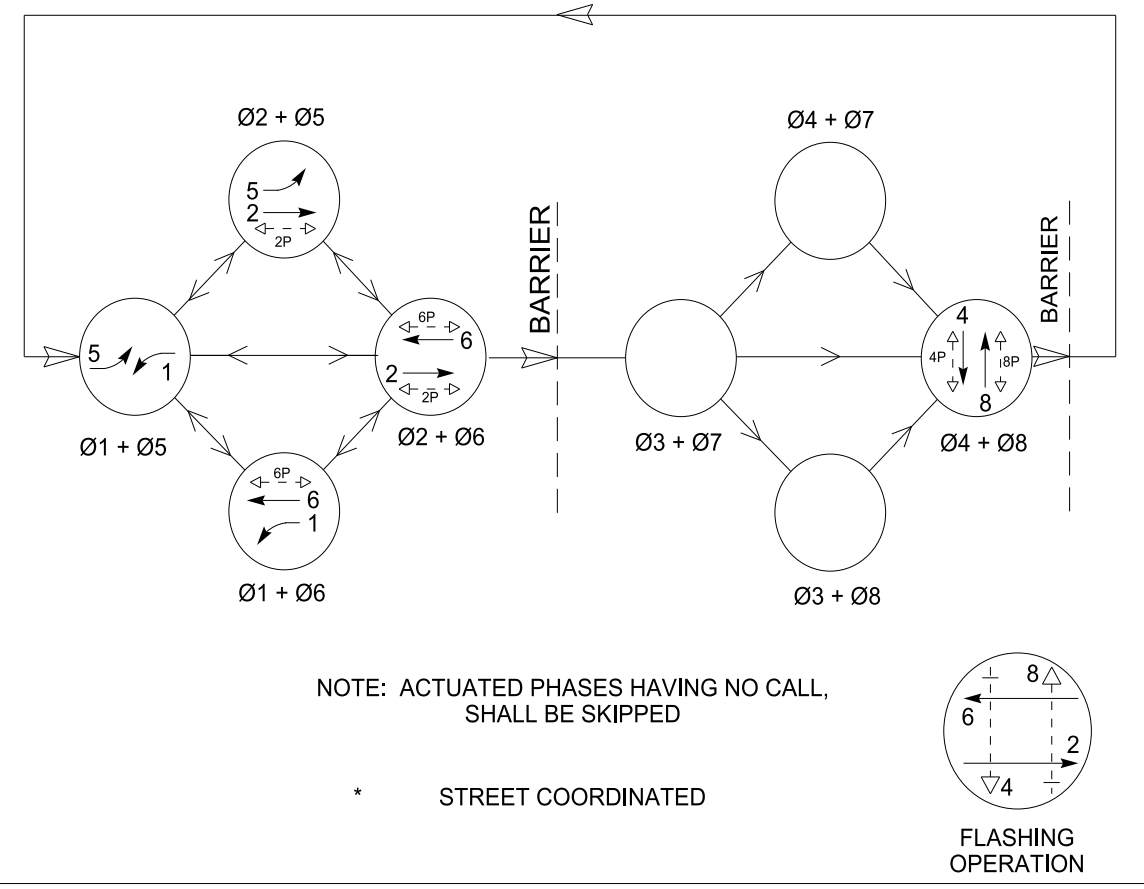 Ø2 + Ø5
5
2
2P
Ø4 + Ø7
BARRIER
BARRIER
5
1
Ø1 + Ø5
6P
6
2
2P
Ø2 + Ø6
Ø3 + Ø7
4
4P
8P
8
Ø4 + Ø8
6P
6
1
Ø1 + Ø6
Ø3 + Ø8
NOTE: ACTUATED PHASES HAVING NO CALL,
SHALL BE SKIPPED
* STREET COORDINATED
8
6
2
4
FLASHING
OPERATION